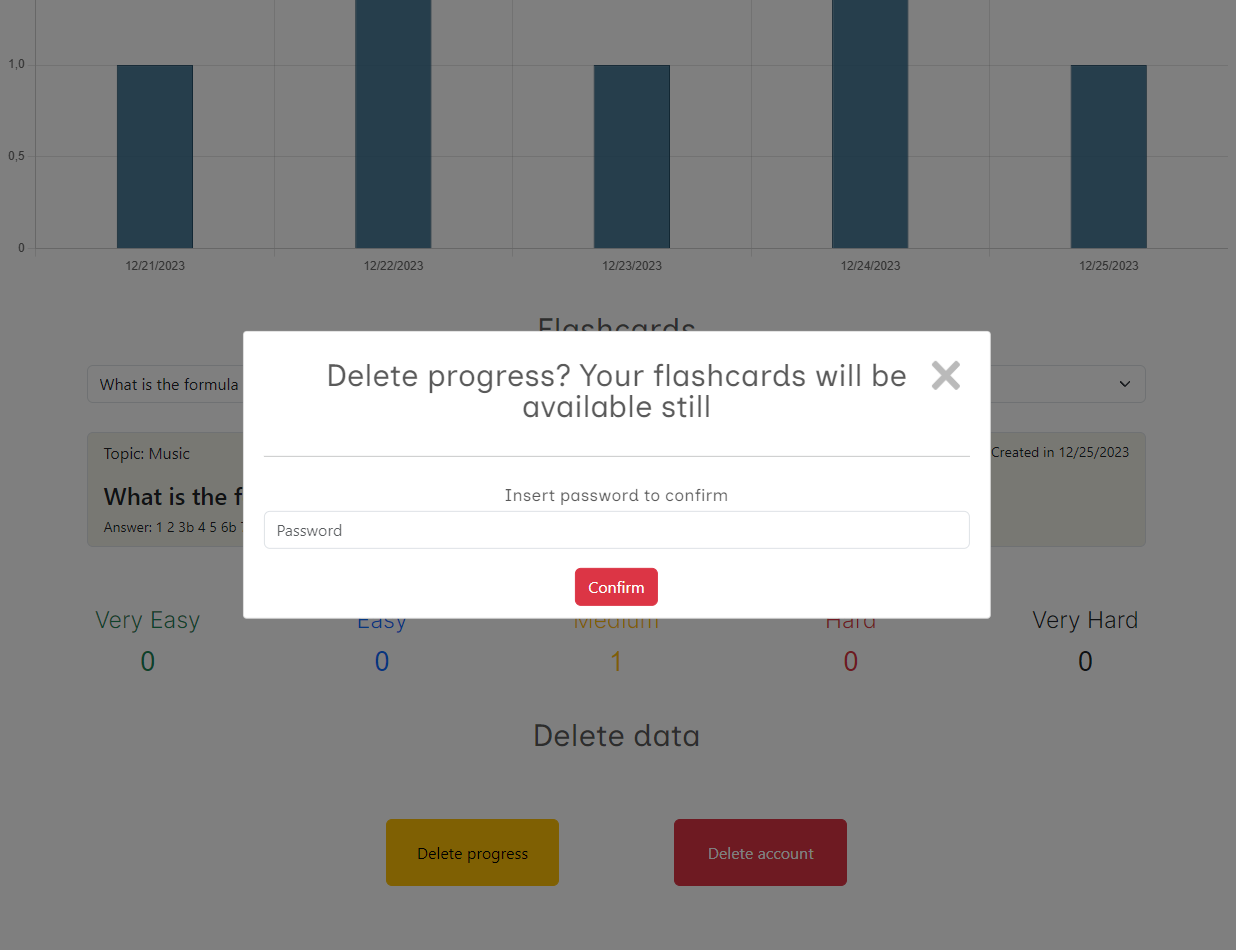 1,0
0,5
0
12/21/2023 12/22/2023 12/23/2023 12/24/2023 12/25/2023
Flashcards
What is the formula
Delete progress? Your flashcards will be
available still
Topic: Music
Created in 12/25/2023
What is the f
Answer: 1 2 3b 4 5 6b
Insert password to confirm
Password
Confirm
Very Easy Easy Medium Hard Very Hard
0 0 1 0 0
Delete data
Delete progress Delete account